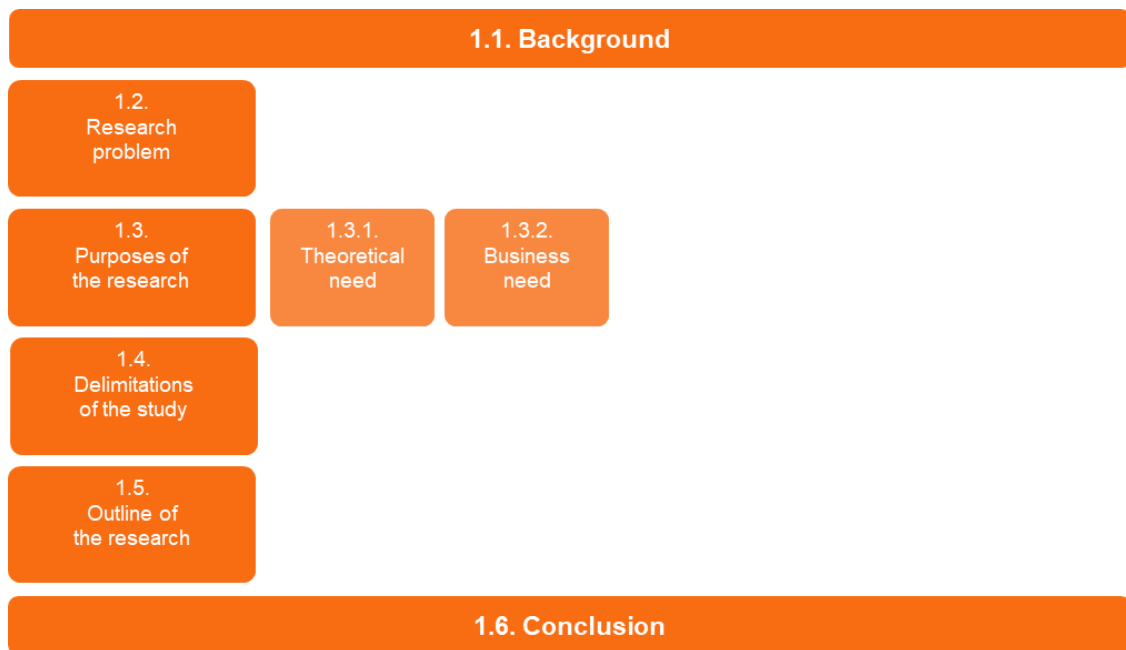 1.1. Background
1.2.
Research
problem
1.3.
Purposes of
the research
1.3.1.
Theoretical
need
1.3.2.
Business
need
1.4.
Delimitations
of the study
1.5.
Outline of
the research
1.6. Conclusion